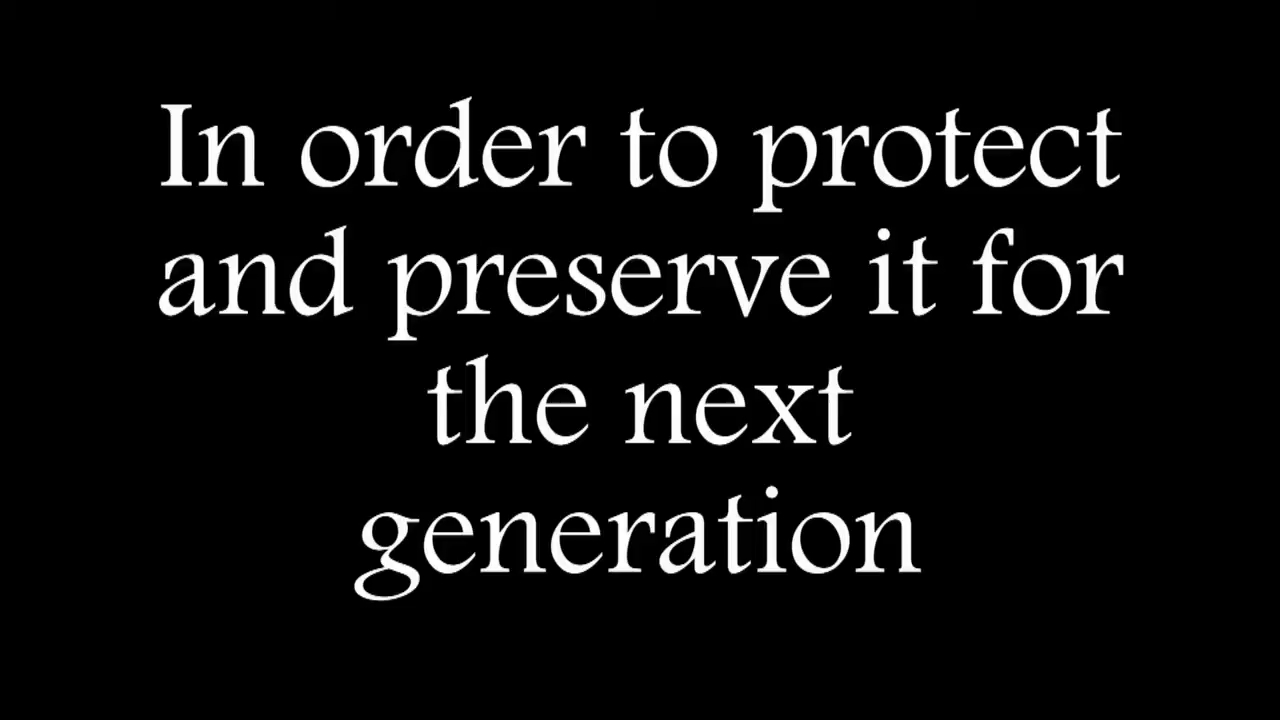 In order to protect
and preserve it for
the next
generation